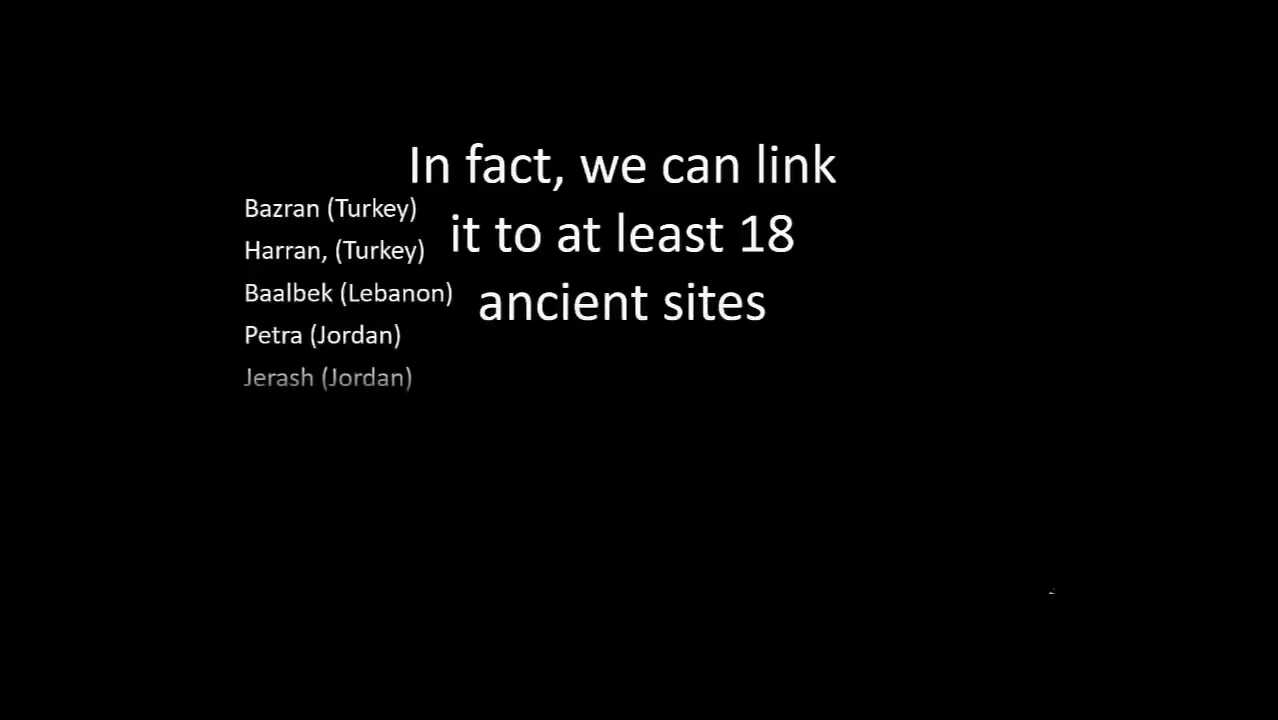 In fact, we can link
it to at least 18
ancient sites
Bazran (Turkey)
Harran, (Turkey)
Baalbek (Lebanon)
Petra (Jordan)
Jerash (Jordan)